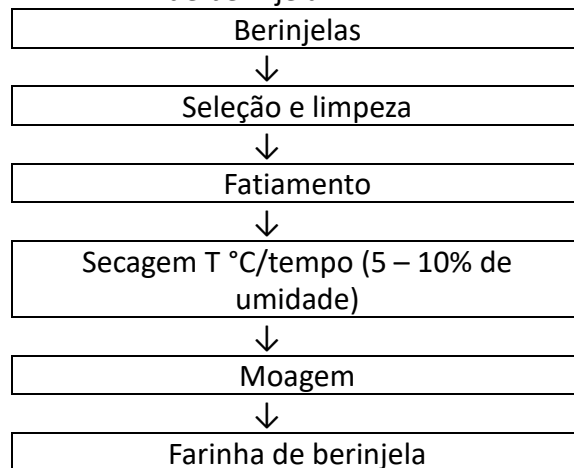 Berinjelas
↓
Seleção e limpeza
↓
Fatiamento
↓
Secagem T °C/tempo (5 – 10% de
umidade)
↓
Moagem
↓
Farinha de berinjela